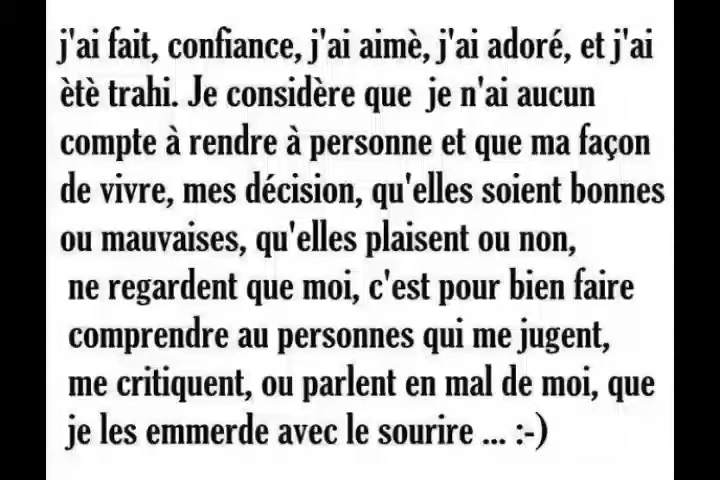 j'ai fait, confiance, j'ai aimè, j'ai adoré, et j'ai
ètè trahi. Je considère que je n'ai aucun
compte à rendre à personne et que ma façon
de vivre, mes décision, qu'elles soient bonnes
ou mauvaises, qu'elles plaisent ou non,
ne regardent que moi, c'est pour bien faire
comprendre au personnes qui me jugent,
me critiquent, ou parlent en mal de moi, que
je les emmerde avec le sourire ... :-)